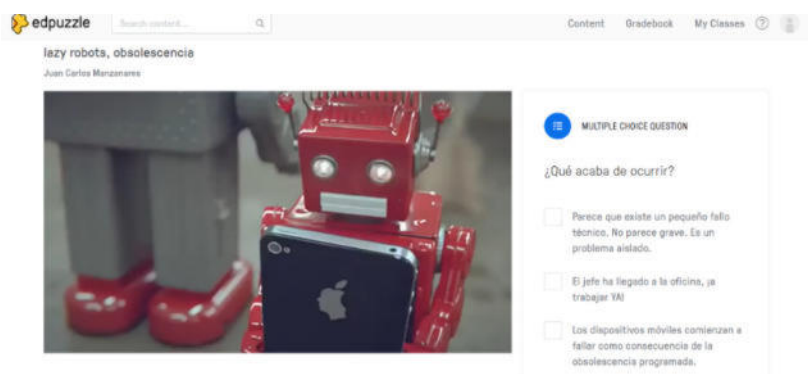 edpuzzle
Search content...
Content Gradebook My Classes ?
lazy robots, obsolescencia
Juan Carlos Manzanares
MULTIPLE CHOICE QUESTION
¿Qué acaba de ocurrir?
Parece que existe un pequeño fallo
técnico. No parece grave. Es un
problema aislado.
El jefe ha llegado a la oficina, ¡a
trabajar YA!
Los dispositivos móviles comienzan a
fallar como consecuencia de la
obsolescencia programada.